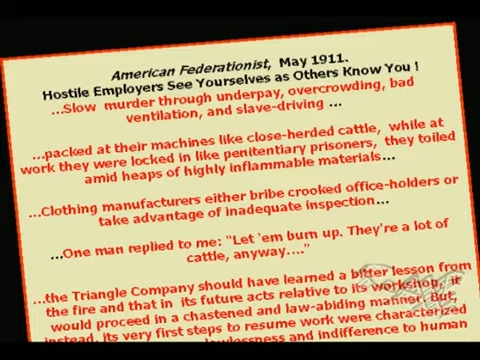 American Federationist, May 1911.
Hostile Employers See Yourselves as Others Know You !
...Slow murder through underpay, overcrowding, bad
ventilation, and slave-driving ...
...packed at their machines like close-herded cattle, while at
work they were locked in like penitentiary prisoners, they toiled
amid heaps of highly inflammable materials...
...Clothing manufacturers either bribe crooked office-holders or
take advantage of inadequate inspection...
...One man replied to me: "Let 'em burn up. They're a lot of
cattle, anyway...."
...the Triangle Company should have learned a bitter lesson from
the fire and that in its future acts relative to its workshop, it
would proceed in a chastened and law-abiding manner. But,
instead, its very first steps to resume work were characterized
lawlessness and indifference to human